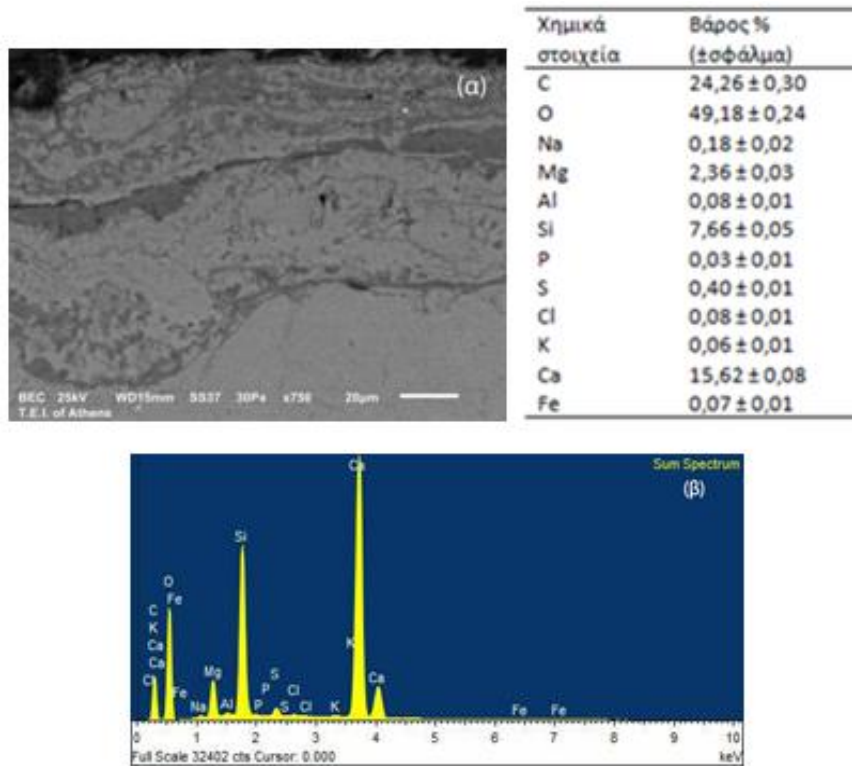 (α)
BEC 25kV WD15mm SS37 30Pa x750 20μm
T.E.I. of Athens
Χημικά Βάρος %
στοιχεία (±σφάλμα)
C 24,26 ± 0,30
O 49,18 ± 0,24
Na 0,18 ± 0,02
Mg 2,36 ± 0,03
Al 0,08 ± 0,01
Si 7,66 ± 0,05
P 0,03 ± 0,01
S 0,40 ± 0,01
Cl 0,08 ± 0,01
K 0,06 ± 0,01
Ca 15,62 ± 0,08
Fe 0,07 ± 0,01
Sum Spectrum
(β)
Ca
Si
O
Fe
C
K
Ca
Ca
Cl
Fe
Na
Mg
Al
P
P
S
S
Cl
Cl
K
K
Ca
Fe
Fe
0 1 2 3 4 5 6 7 8 9 10
Full Scale 32402 cts Cursor: 0.000 keV